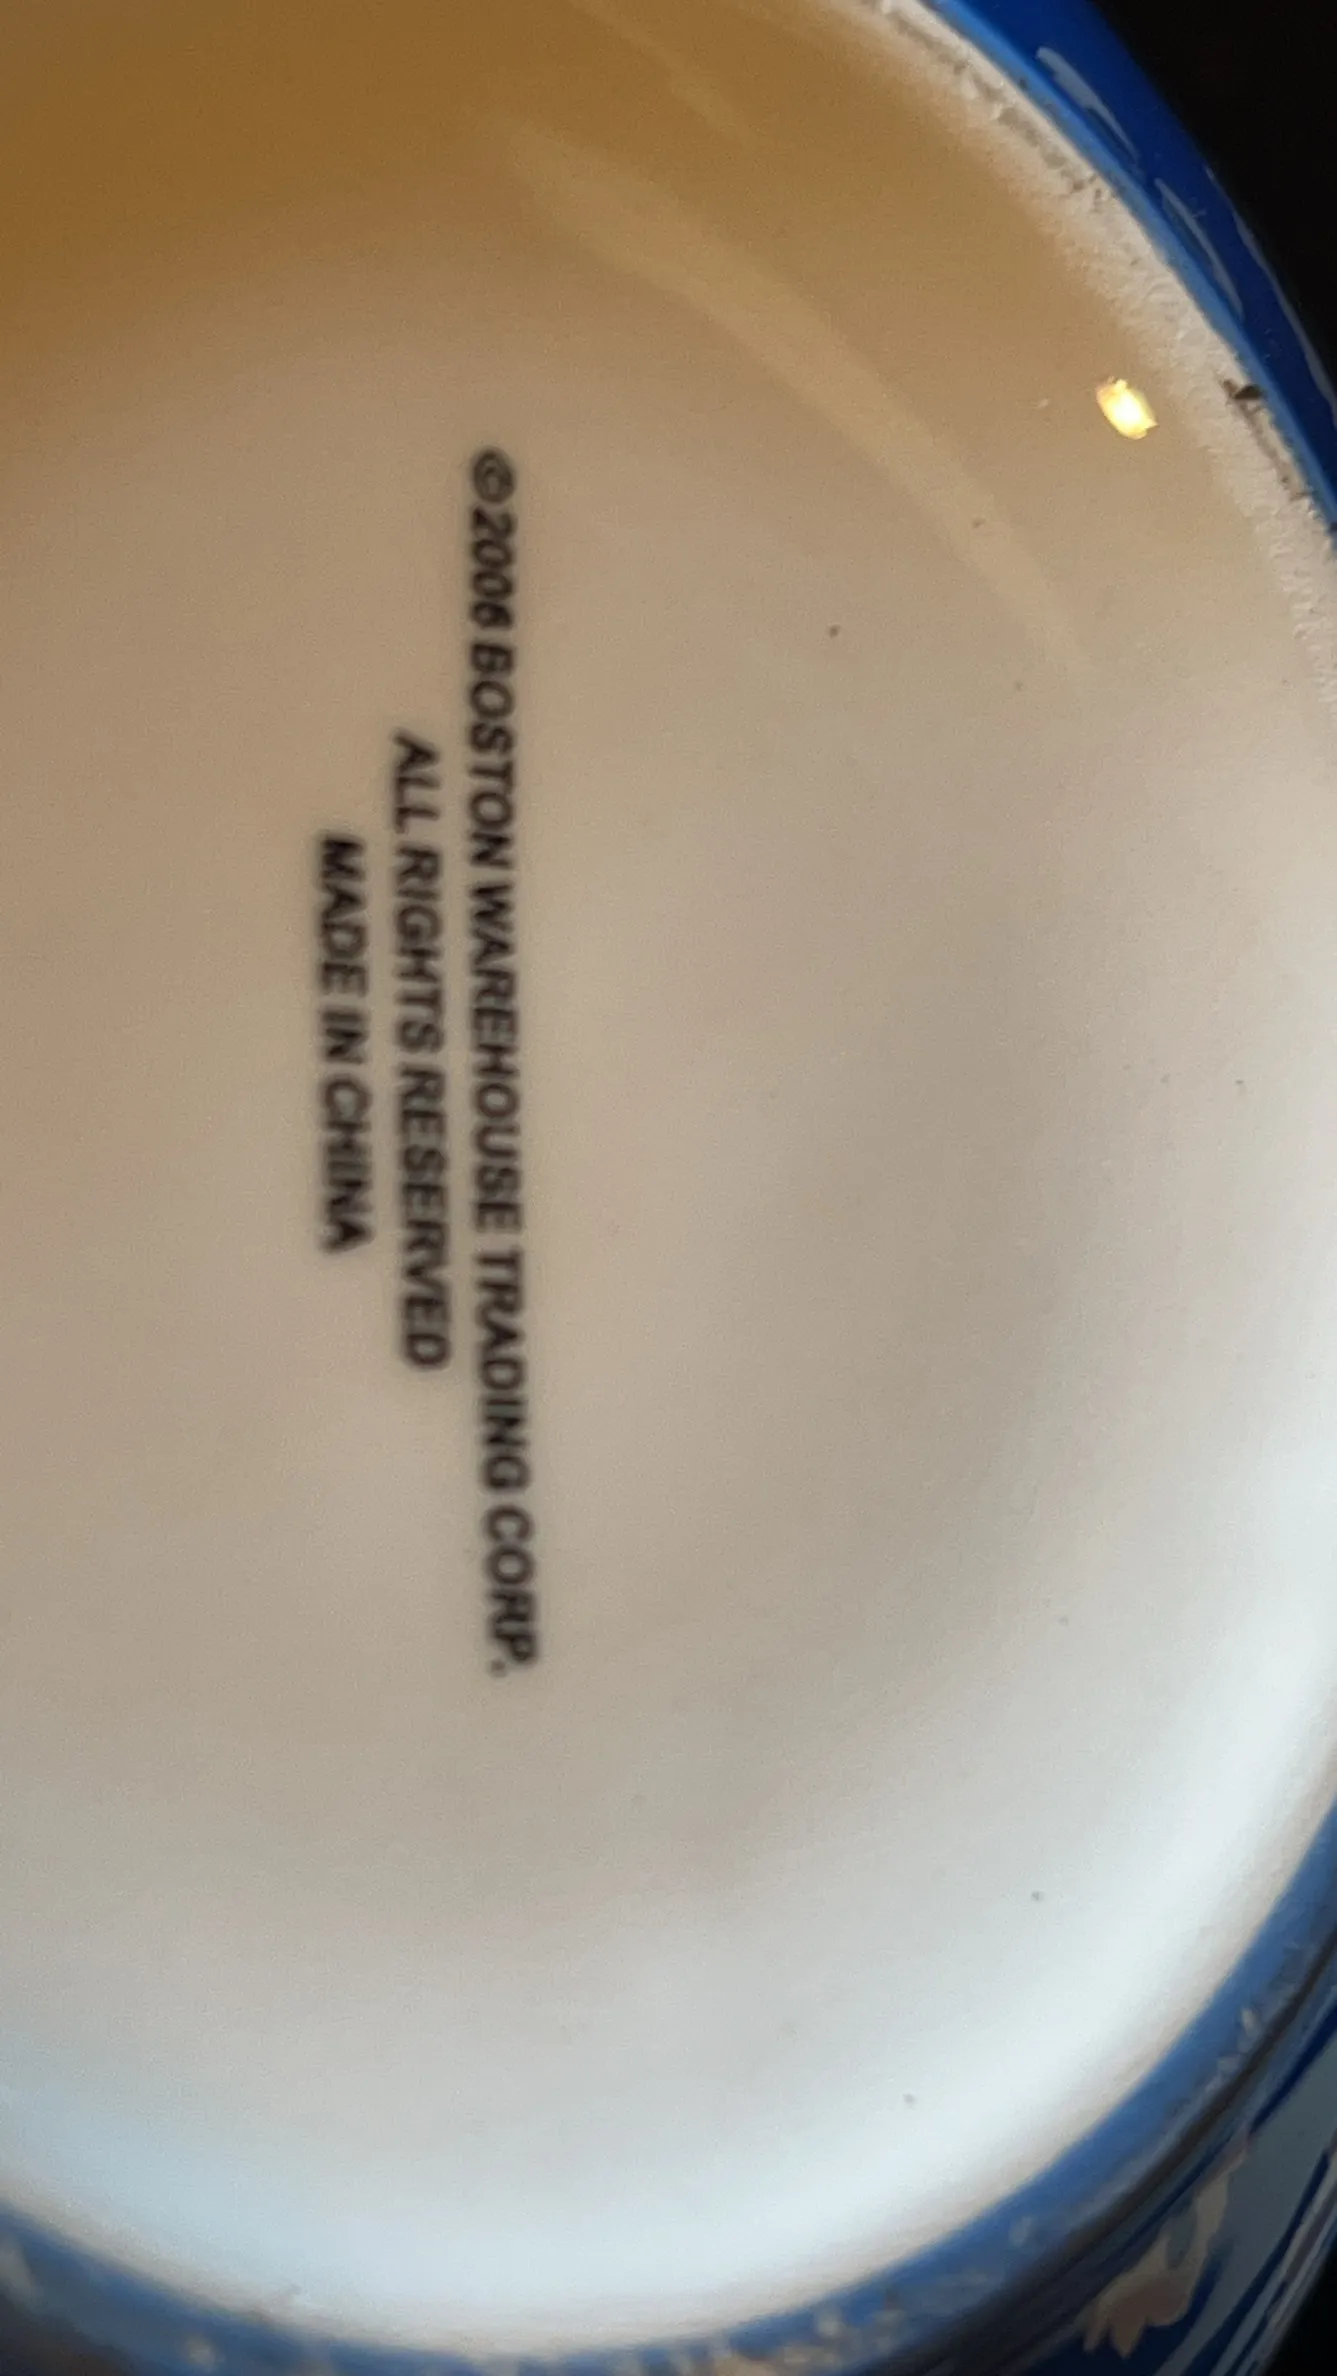 ©2006 BOSTON WAREHOUSE TRADING CORP.
ALL RIGHTS RESERVED
MADE IN CHINA